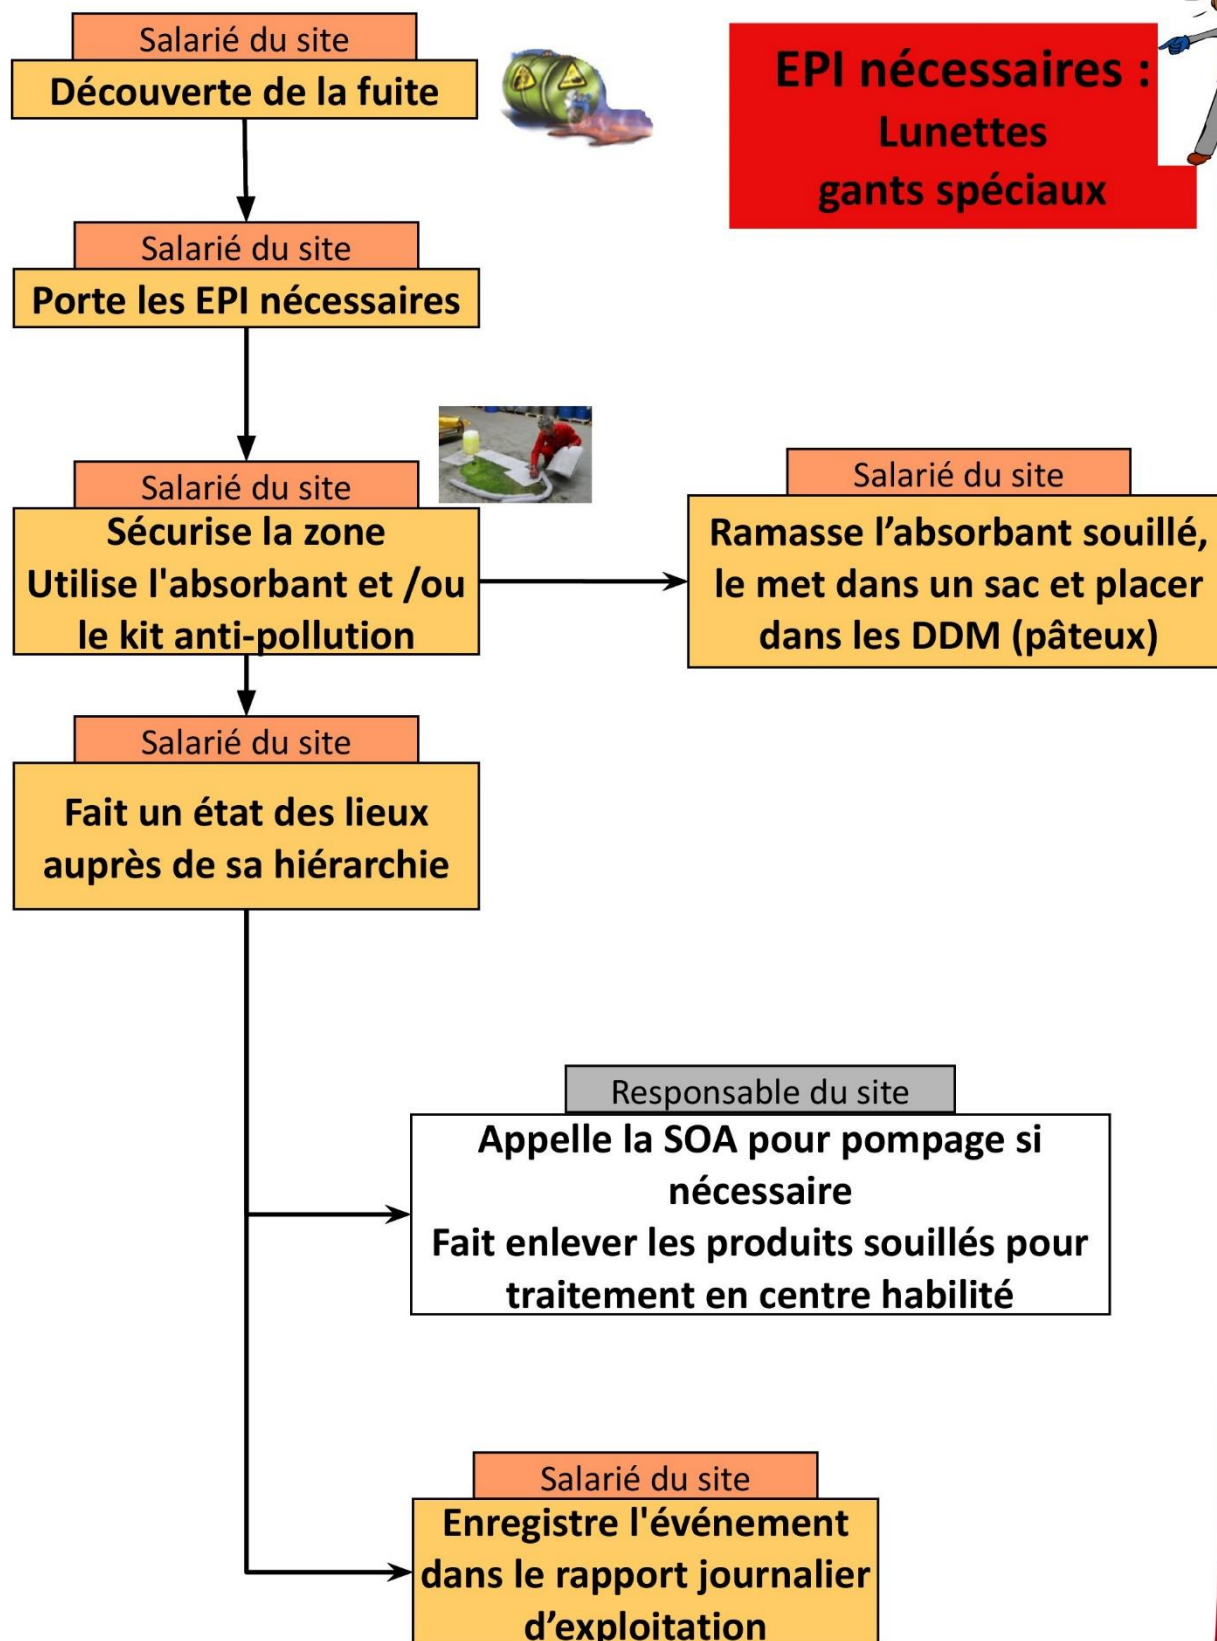 Salarié du site
Découverte de la fuite
EPI nécessaires :
Lunettes
gants spéciaux
Salarié du site
Porte les EPI nécessaires
Salarié du site
Sécurise la zone
Utilise l'absorbant et /ou
le kit anti-pollution
Salarié du site
Ramasse l’absorbant souillé,
le met dans un sac et placer
dans les DDM (pâteux)
Salarié du site
Fait un état des lieux
auprès de sa hiérarchie
Responsable du site
Appelle la SOA pour pompage si
nécessaire
Fait enlever les produits souillés pour
traitement en centre habilité
Salarié du site
Enregistre l'événement
dans le rapport journalier
d’exploitation